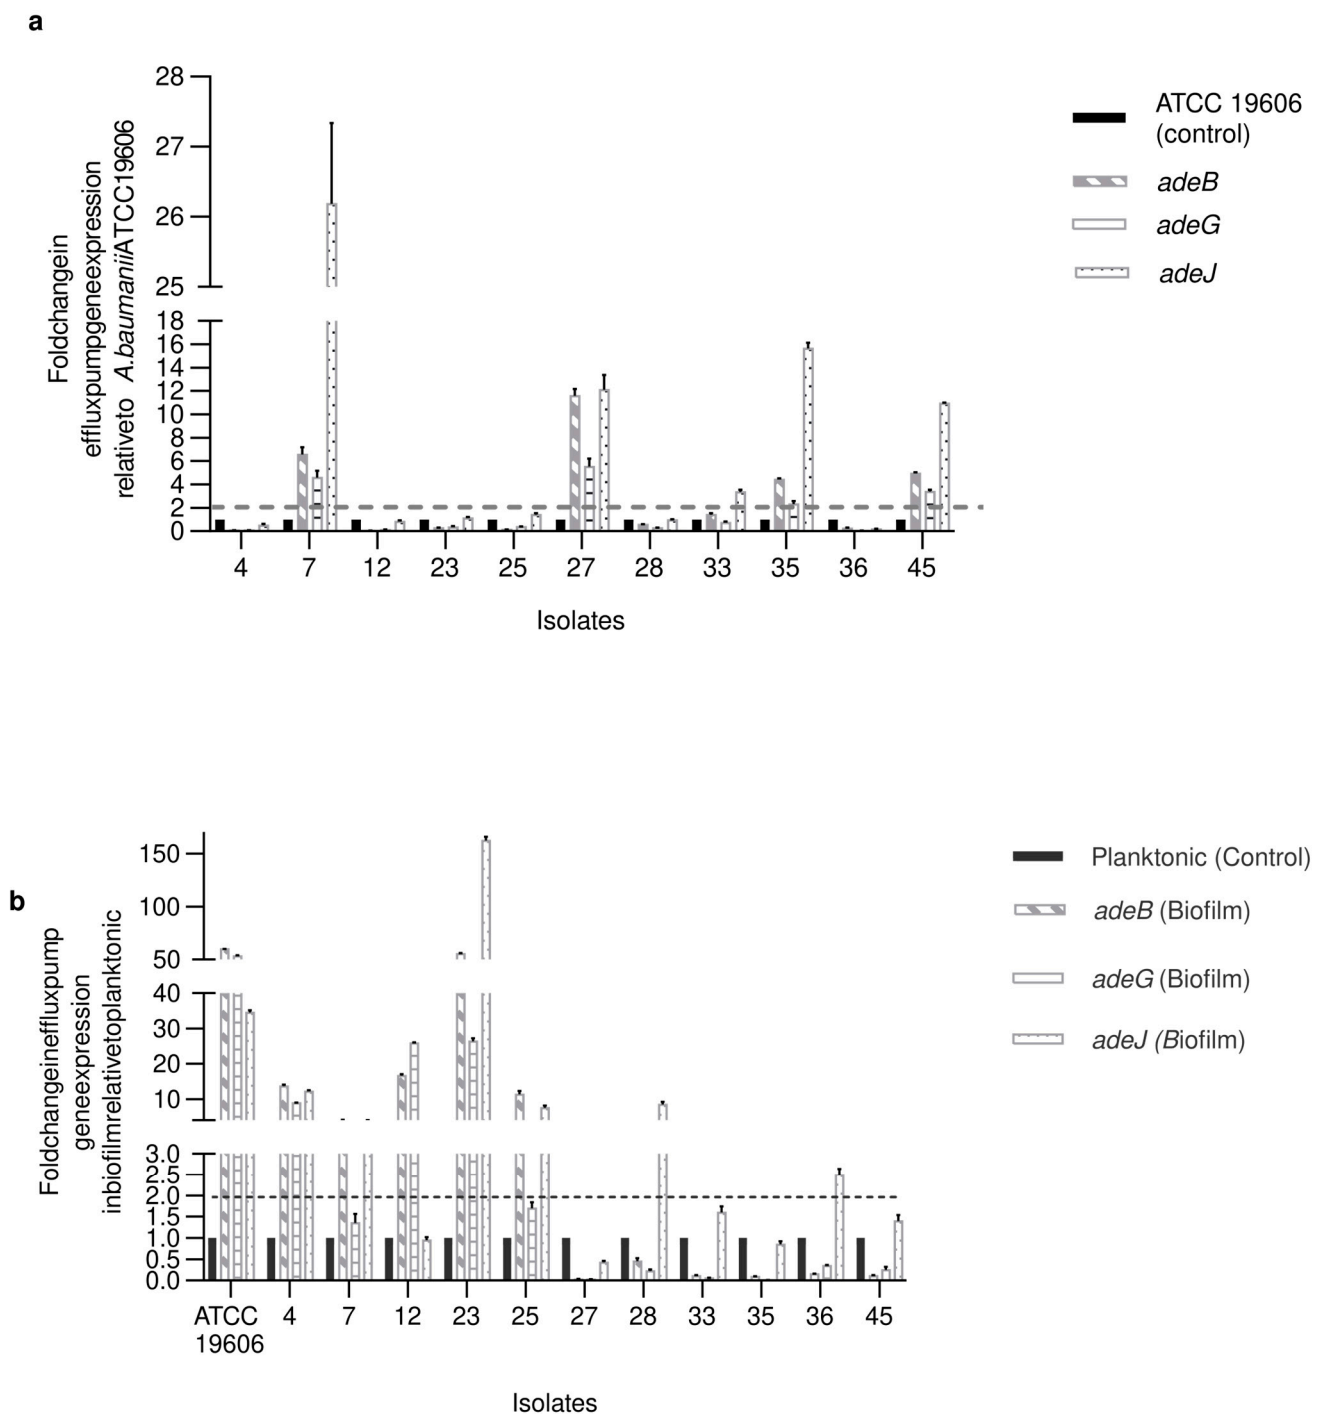 a
28
27
26
25
18
16
14
12
10
8
6
4
2
0
Foldchangein
effluxpumpgeneexpression
relativeto A.baumaniiATCC19606
4 7 12 23 25 27 28 33 35 36 45
Isolates
ATCC 19606
(control)
adeB
adeG
adeJ
b
150
100
50
40
30
20
10
3.0
2.5
2.0
1.5
1.0
0.5
0.0
Foldchangeineffluxpump
geneexpression
inbiofilmrelativetoplanktonic
ATCC 4 7 12 23 25 27 28 33 35 36 45
19606
Isolates
Planktonic (Control)
adeB (Biofilm)
adeG (Biofilm)
adeJ (Biofilm)